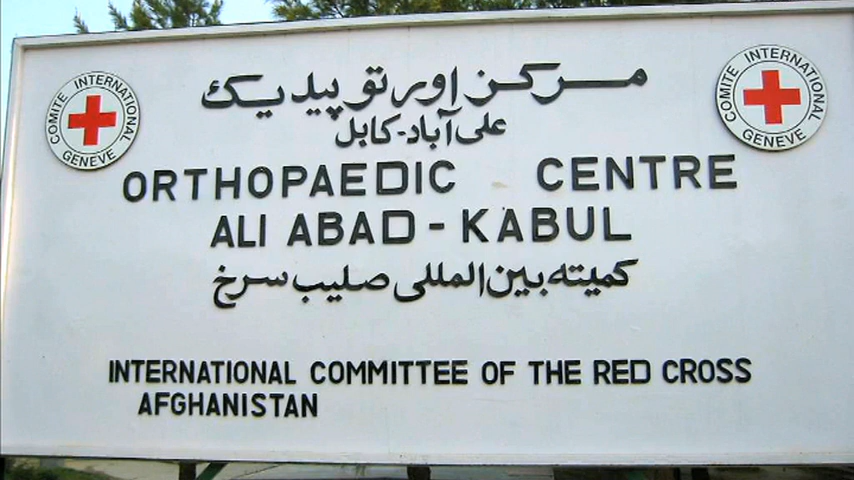 COMITE INTERNATIONAL GENEVE
COMITE INTERNATIONAL GENEVE
مرکز اورتوپیدیک
علی آباد-کابل
ORTHOPAEDIC CENTRE
ALI ABAD-KABUL
کمیته بین المللی صلیب سرخ
INTERNATIONAL COMMITTEE OF THE RED CROSS
AFGHANISTAN